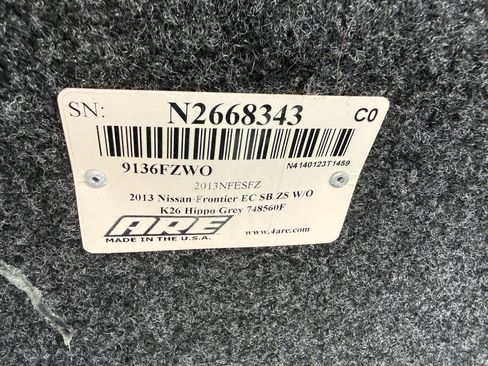 SN: N2668343 C0
9136FZWO N4140123T1459
2013NFESFZ
2013 Nissan-Frontier EC SB ZS W/O
K26 Hippo Grey 748560F
ARE www.4are.com
MADE IN THE U.S.A.